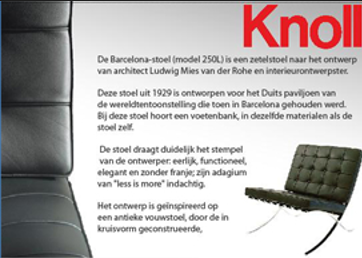 Knoll
De Barcelona-stoel (model 250L) is een zetelstoel naar het ontwerp
van architect Ludwig Mies van der Rohe en interieurontwerpster.
Deze stoel uit 1929 is ontworpen voor het Duits paviljoen van
de wereldtentoonstelling die toen in Barcelona gehouden werd.
Bij deze stoel hoort een voetenbank, in dezelfde materialen als de
stoel zelf.
De stoel draagt duidelijk het stempel
van de ontwerper: eerlijk, functioneel,
elegant en zonder franje; zijn adagium
van "less is more" indachtig.
Het ontwerp is geïnspireerd op
een antieke vouwstoel, door de in
kruisvorm geconstrueerde,